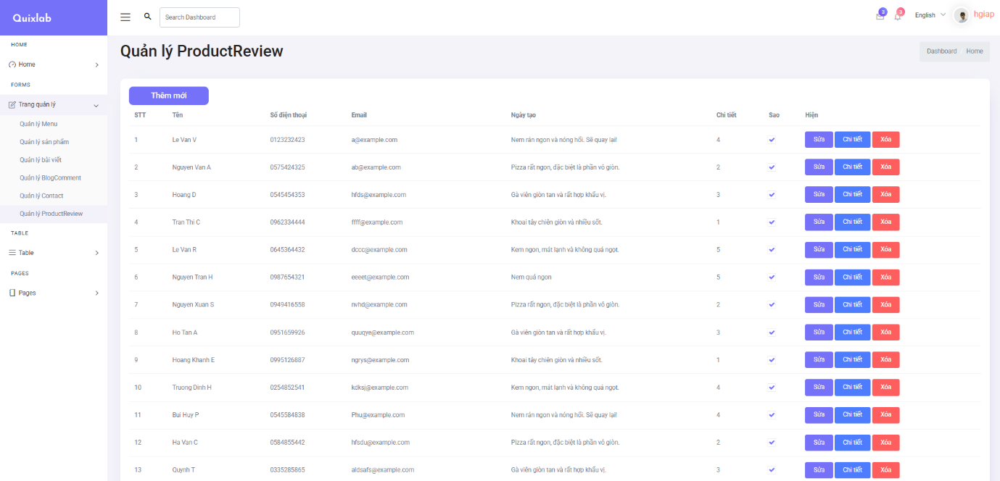 Quixlab
Search Dashboard
3
3
English
hgiap
HOME
Home
FORMS
Trang quản lý
Quản lý Menu
Quản lý sản phẩm
Quản lý bài viết
Quản lý BlogComment
Quản lý Contact
Quản lý ProductReview
TABLE
Table
PAGES
Pages
Quản lý ProductReview
Dashboard Home
Thêm mới
STT Tên Số điện thoại Email Ngày tạo Chi tiết Sao Hiện
1 Le Van V 0123232423 a@example.com Nem rán ngon và nóng hổi. Sẽ quay lại! 4 Sửa Chi tiết Xóa
2 Nguyen Van A 0575424325 ab@example.com Pizza rất ngon, đặc biệt là phần vỏ giòn. 2 Sửa Chi tiết Xóa
3 Hoang D 0545454353 hfds@example.com Gà viên giòn tan và rất hợp khẩu vị. 3 Sửa Chi tiết Xóa
4 Tran Thi C 0962334444 ffff@example.com Khoai tây chiên giòn và nhiều sốt. 1 Sửa Chi tiết Xóa
5 Le Van R 0645364432 dccc@example.com Kem ngon, mát lạnh và không quá ngọt. 5 Sửa Chi tiết Xóa
6 Nguyen Tran H 0987654321 eeeet@example.com Nem quá ngon 5 Sửa Chi tiết Xóa
7 Nguyen Xuan S 0949416558 nvhd@example.com Pizza rất ngon, đặc biệt là phần vỏ giòn. 2 Sửa Chi tiết Xóa
8 Ho Tan A 0951659926 quuqye@example.com Gà viên giòn tan và rất hợp khẩu vị. 3 Sửa Chi tiết Xóa
9 Hoang Khanh E 0995126887 ngrys@example.com Khoai tây chiên giòn và nhiều sốt. 1 Sửa Chi tiết Xóa
10 Truong Dinh H 0254852541 kdksj@example.com Kem ngon, mát lạnh và không quá ngọt. 4 Sửa Chi tiết Xóa
11 Bui Huy P 0545584838 Phu@example.com Nem rán ngon và nóng hổi. Sẽ quay lại! 4 Sửa Chi tiết Xóa
12 Ha Van C 0584855442 hfsdu@example.com Pizza rất ngon, đặc biệt là phần vỏ giòn. 2 Sửa Chi tiết Xóa
13 Quynh T 0335285865 aldsafs@example.com Gà viên giòn tan và rất hợp khẩu vị. 3 Sửa Chi tiết Xóa